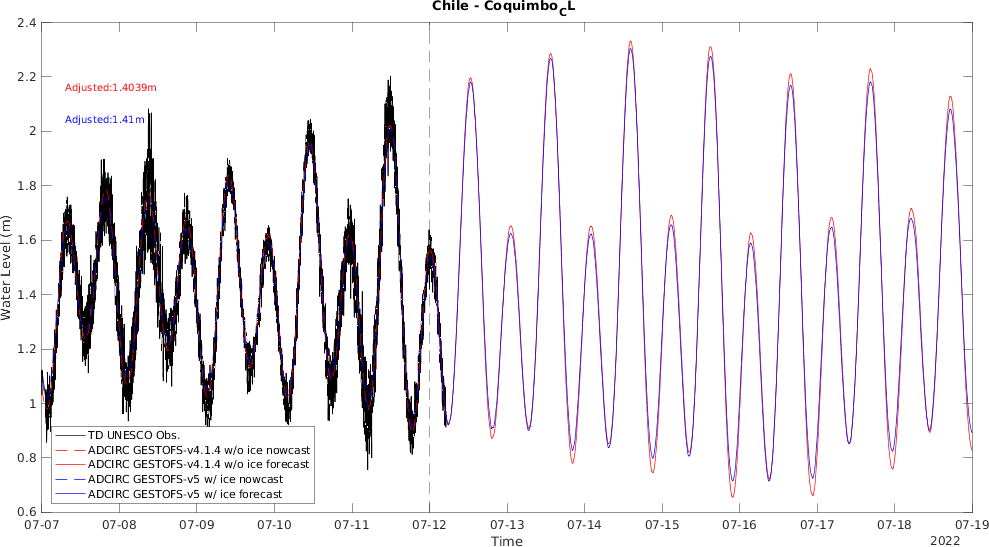 Chile - Coquimbo_CL
2.4
2.2
2
1.8
1.6
1.4
1.2
1
0.8
0.6
Water Level (m)
Adjusted:1.4039m
Adjusted:1.41m
TD UNESCO Obs.
ADCIRC GESTOFS-v4.1.4 w/o ice nowcast
ADCIRC GESTOFS-v4.1.4 w/o ice forecast
ADCIRC GESTOFS-v5 w/ ice nowcast
ADCIRC GESTOFS-v5 w/ ice forecast
07-07 07-08 07-09 07-10 07-11 07-12 07-13 07-14 07-15 07-16 07-17 07-18 07-19
Time
2022